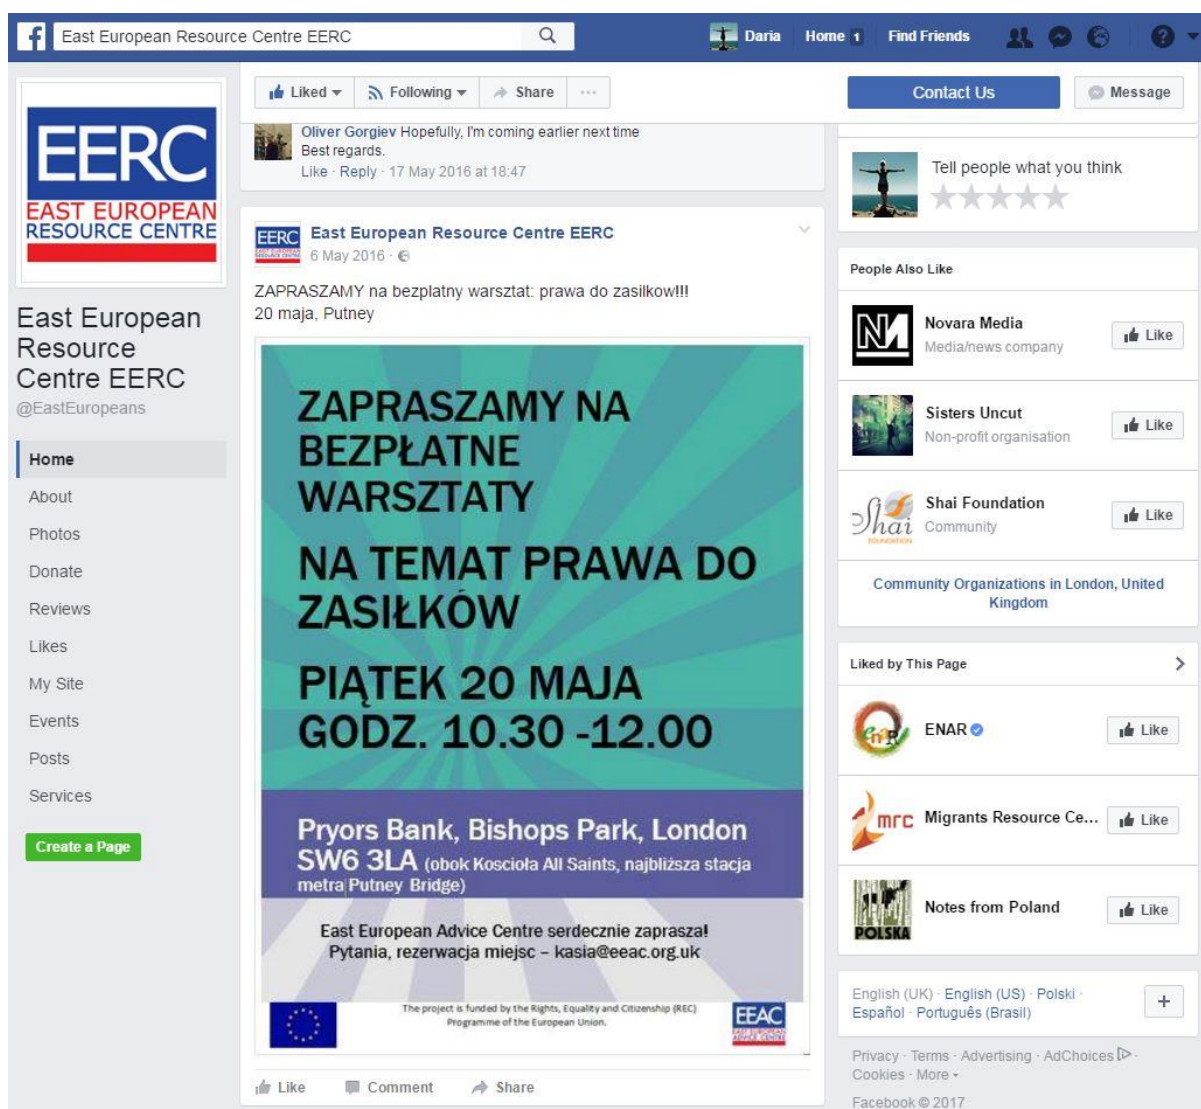 East European Resource Centre EERC
Daria Home 1 Find Friends
EERC
EAST EUROPEAN
RESOURCE CENTRE
East European
Resource
Centre EERC
@EastEuropeans
Home
About
Photos
Donate
Reviews
Likes
My Site
Events
Posts
Services
Create a Page
Liked Following Share ...
Contact Us Message
Oliver Gorgiev Hopefully, I'm coming earlier next time
Best regards.
Like · Reply · 17 May 2016 at 18:47
EERC
East European Resource Centre EERC
6 May 2016 ·
ZAPRASZAMY na bezplatny warsztat: prawa do zasilkow!!!
20 maja, Putney
ZAPRASZAMY NA
BEZPŁATNE
WARSZTATY
NA TEMAT PRAWA DO
ZASIŁKÓW
PIĄTEK 20 MAJA
GODZ. 10.30 -12.00
Pryors Bank, Bishops Park, London
SW6 3LA (obok Koscioła All Saints, najbliższa stacja
metra Putney Bridge)
East European Advice Centre serdecznie zaprasza!
Pytania, rezerwacja miejsc – kasia@eeac.org.uk
The project is funded by the Rights, Equality and Citizenship (REC)
Programme of the European Union.
EEAC
EAST EUROPEAN
ADVICE CENTRE
Like Comment Share
Tell people what you think
People Also Like
Novara Media
Media/news company
Like
Sisters Uncut
Non-profit organisation
Like
Shai
FOUNDATION
Shai Foundation
Community
Like
Community Organizations in London, United
Kingdom
Liked by This Page
enar
ENAR
Like
mrc
Migrants Resource Ce...
Like
POLSKA
Notes from Poland
Like
English (UK) · English (US) · Polski ·
Español · Português (Brasil)
Privacy · Terms · Advertising · AdChoices ·
Cookies · More
Facebook © 2017